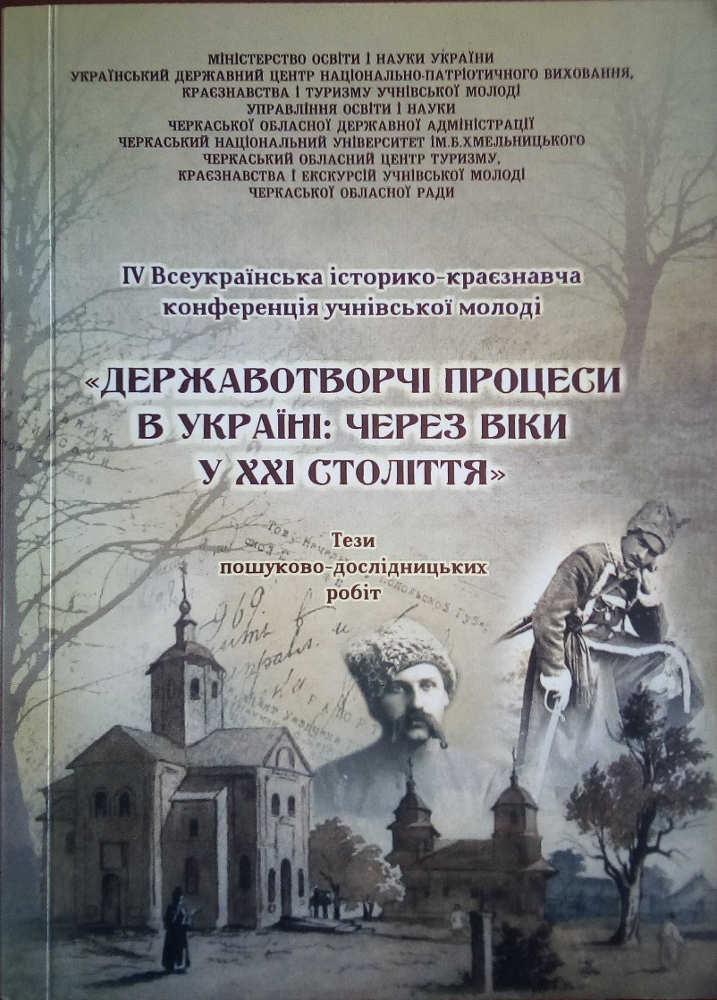 МІНІСТЕРСТВО ОСВІТИ І НАУКИ УКРАЇНИ
УКРАЇНСЬКИЙ ДЕРЖАВНИЙ ЦЕНТР НАЦІОНАЛЬНО-ПАТРІОТИЧНОГО ВИХОВАННЯ,
КРАЄЗНАВСТВА І ТУРИЗМУ УЧНІВСЬКОЇ МОЛОДІ
УПРАВЛІННЯ ОСВІТИ І НАУКИ
ЧЕРКАСЬКОЇ ОБЛАСНОЇ ДЕРЖАВНОЇ АДМІНІСТРАЦІЇ
ЧЕРКАСЬКИЙ НАЦІОНАЛЬНИЙ УНІВЕРСИТЕТ ІМ.Б.ХМЕЛЬНИЦЬКОГО
ЧЕРКАСЬКИЙ ОБЛАСНИЙ ЦЕНТР ТУРИЗМУ,
КРАЄЗНАВСТВА І ЕКСКУРСІЙ УЧНІВСЬКОЇ МОЛОДІ
ЧЕРКАСЬКОЇ ОБЛАСНОЇ РАДИ
IV Всеукраїнська історико-краєзнавча
конференція учнівської молоді
«ДЕРЖАВОТВОРЧІ ПРОЦЕСИ
В УКРАЇНІ: ЧЕРЕЗ ВІКИ
У ХХІ СТОЛІТТЯ»
Тези
пошуково-дослідницьких
робіт
969.